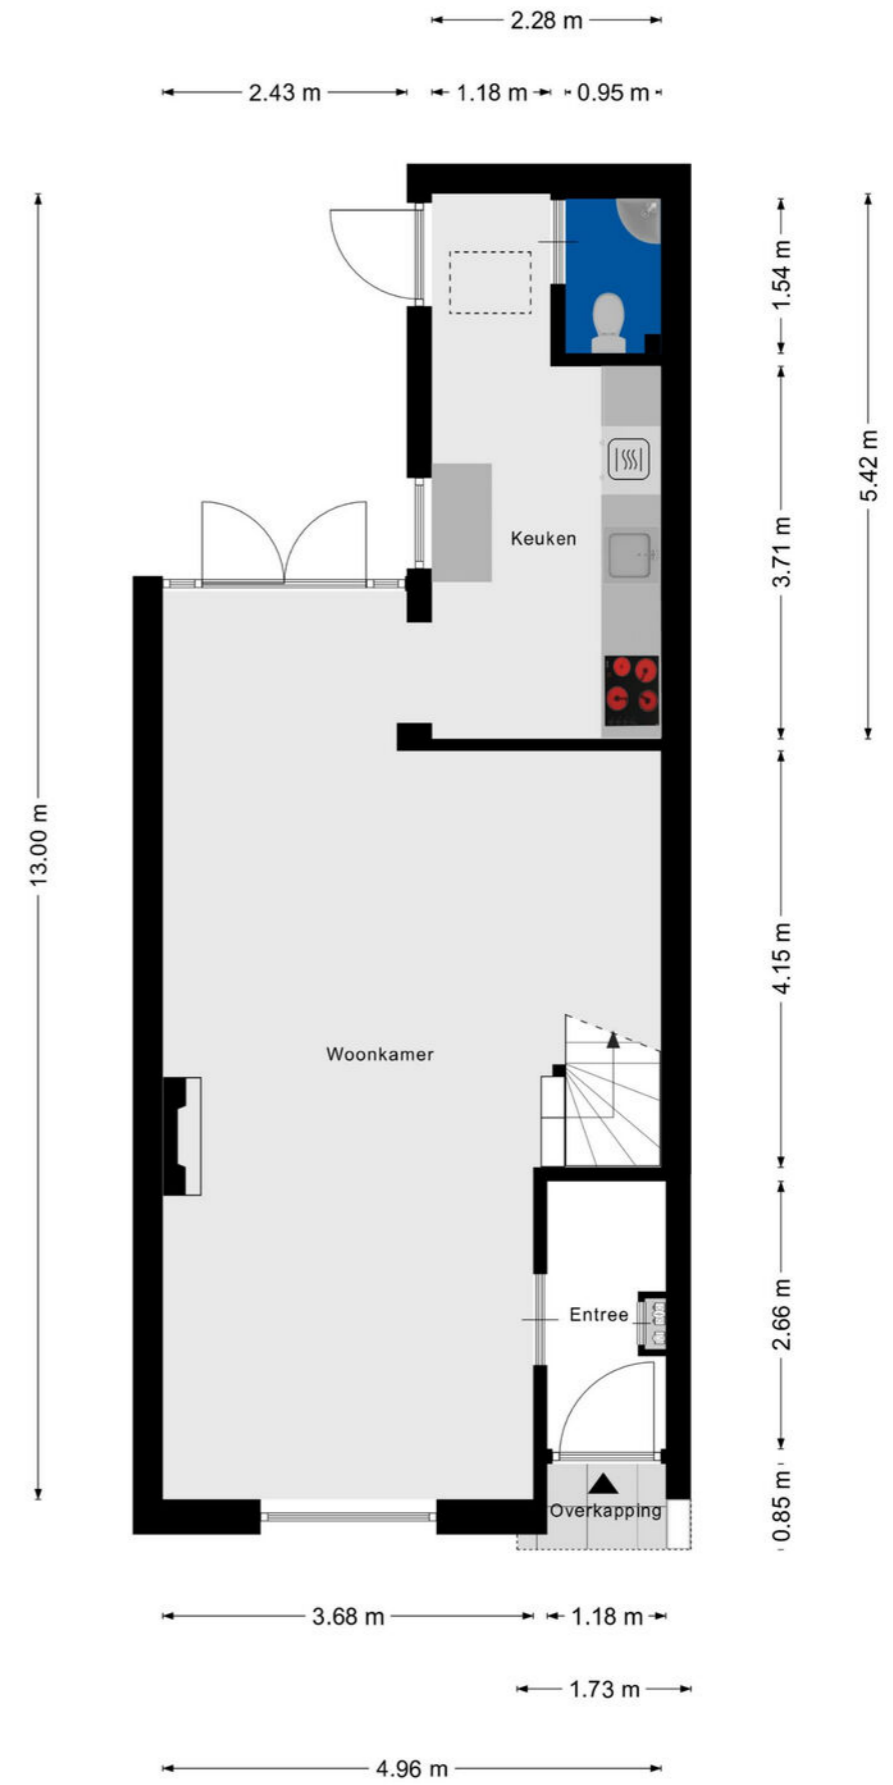 2.28 m
2.43 m
1.18 m
0.95 m
1.54 m
5.42 m
3.71 m
Keuken
13.00 m
4.15 m
Woonkamer
2.66 m
Entree
0.85 m
Overkapping
3.68 m
1.18 m
1.73 m
4.96 m